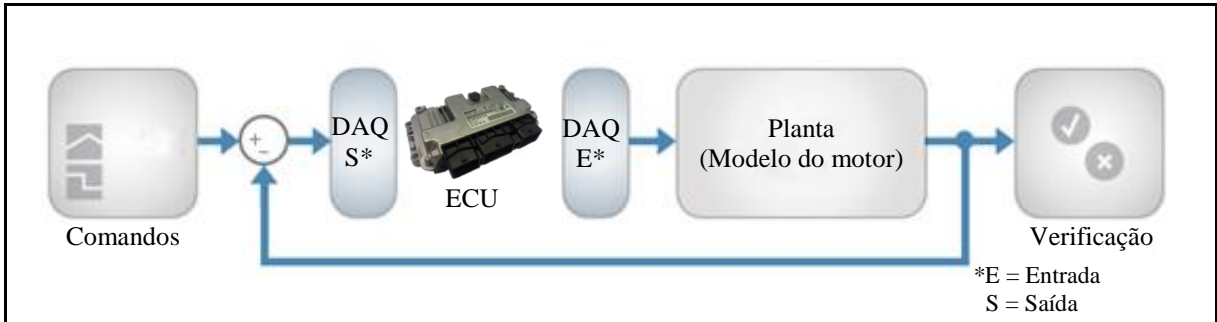 Comandos
+
-
DAQ
S*
ECU
DAQ
E*
Planta
(Modelo do motor)
Verificação
*E = Entrada
S = Saída